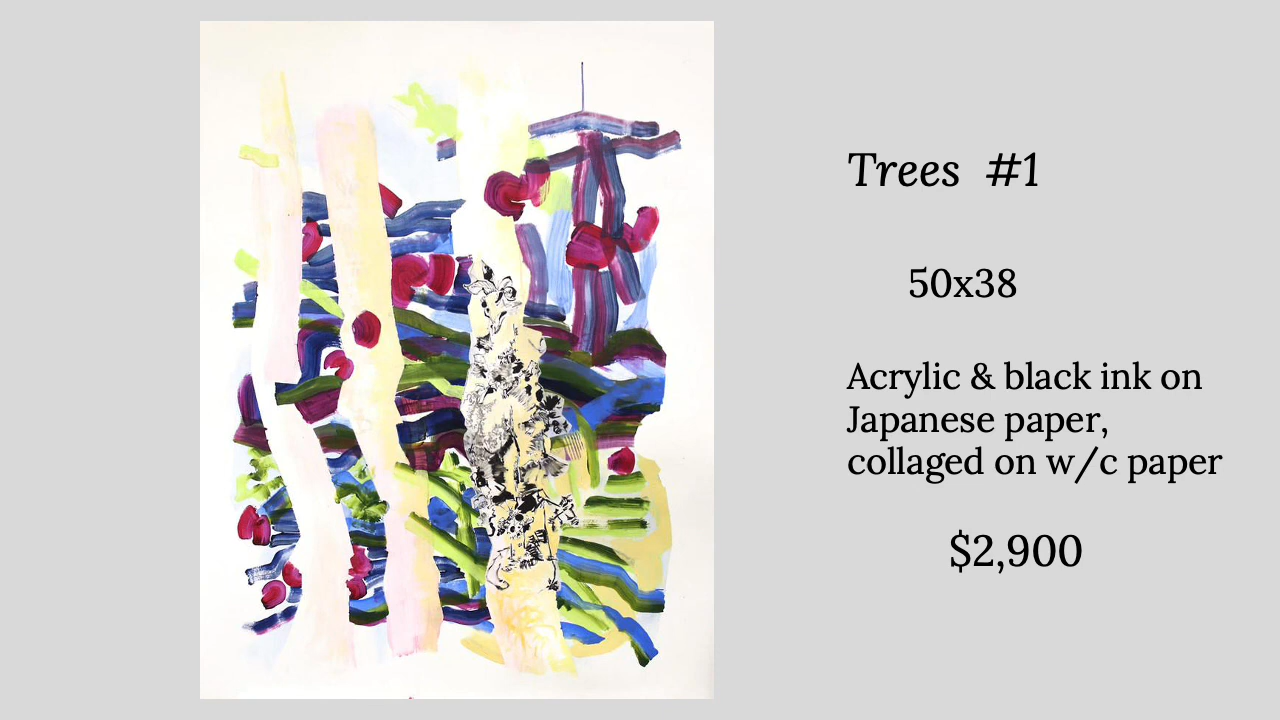 Trees #1
50x38
Acrylic & black ink on
Japanese paper,
collaged on w/c paper
$2,900